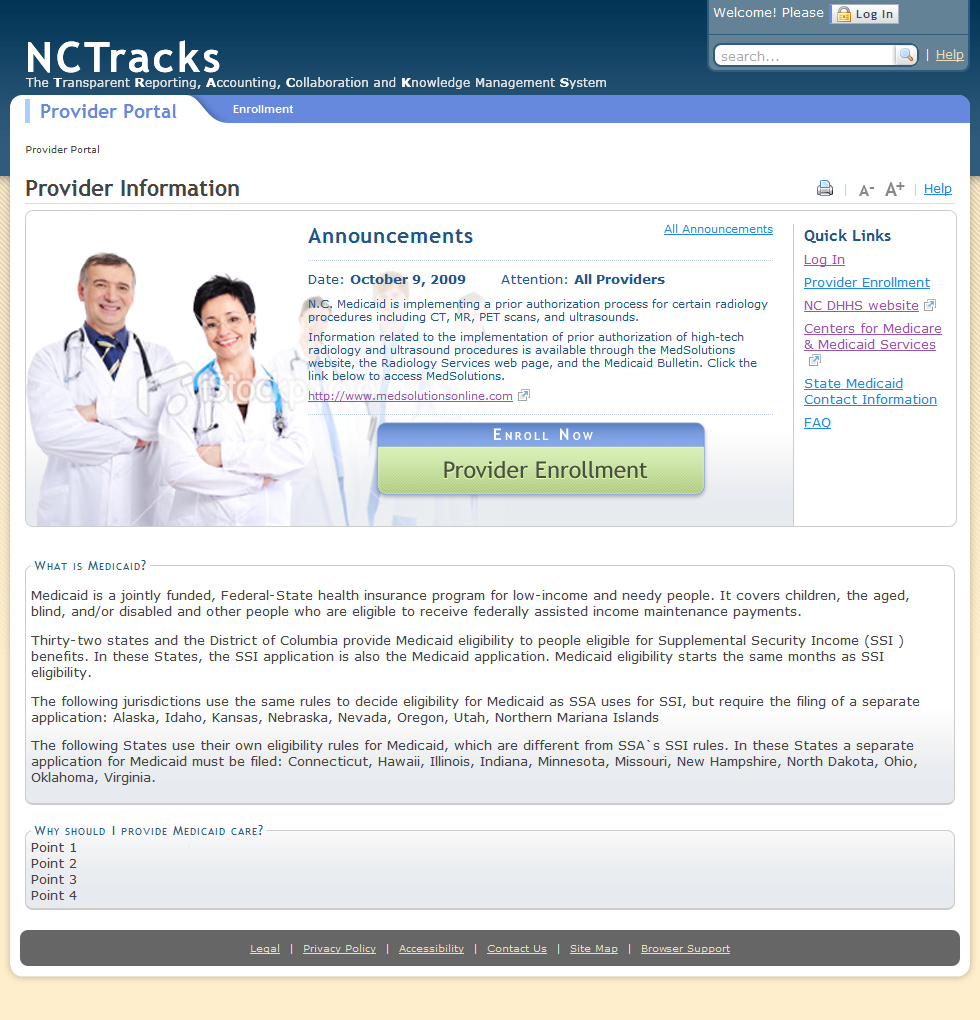 Welcome! Please Log In
search... | Help
NCTracks
The Transparent Reporting, Accounting, Collaboration and Knowledge Management System
Provider Portal
Enrollment
Provider Portal
Provider Information
A- A+ | Help
Announcements
All Announcements
Date: October 9, 2009 Attention: All Providers
N.C. Medicaid is implementing a prior authorization process for certain radiology
procedures including CT, MR, PET scans, and ultrasounds.
Information related to the implementation of prior authorization of high-tech
radiology and ultrasound procedures is available through the MedSolutions
website, the Radiology Services web page, and the Medicaid Bulletin. Click the
link below to access MedSolutions.
http://www.medsolutionsonline.com
Enroll Now
Provider Enrollment
Quick Links
Log In
Provider Enrollment
NC DHHS website
Centers for Medicare
& Medicaid Services
State Medicaid
Contact Information
FAQ
What is Medicaid?
Medicaid is a jointly funded, Federal-State health insurance program for low-income and needy people. It covers children, the aged,
blind, and/or disabled and other people who are eligible to receive federally assisted income maintenance payments.
Thirty-two states and the District of Columbia provide Medicaid eligibility to people eligible for Supplemental Security Income (SSI )
benefits. In these States, the SSI application is also the Medicaid application. Medicaid eligibility starts the same months as SSI
eligibility.
The following jurisdictions use the same rules to decide eligibility for Medicaid as SSA uses for SSI, but require the filing of a separate
application: Alaska, Idaho, Kansas, Nebraska, Nevada, Oregon, Utah, Northern Mariana Islands
The following States use their own eligibility rules for Medicaid, which are different from SSA`s SSI rules. In these States a separate
application for Medicaid must be filed: Connecticut, Hawaii, Illinois, Indiana, Minnesota, Missouri, New Hampshire, North Dakota, Ohio,
Oklahoma, Virginia.
Why should I provide Medicaid care?
Point 1
Point 2
Point 3
Point 4
Legal | Privacy Policy | Accessibility | Contact Us | Site Map | Browser Support